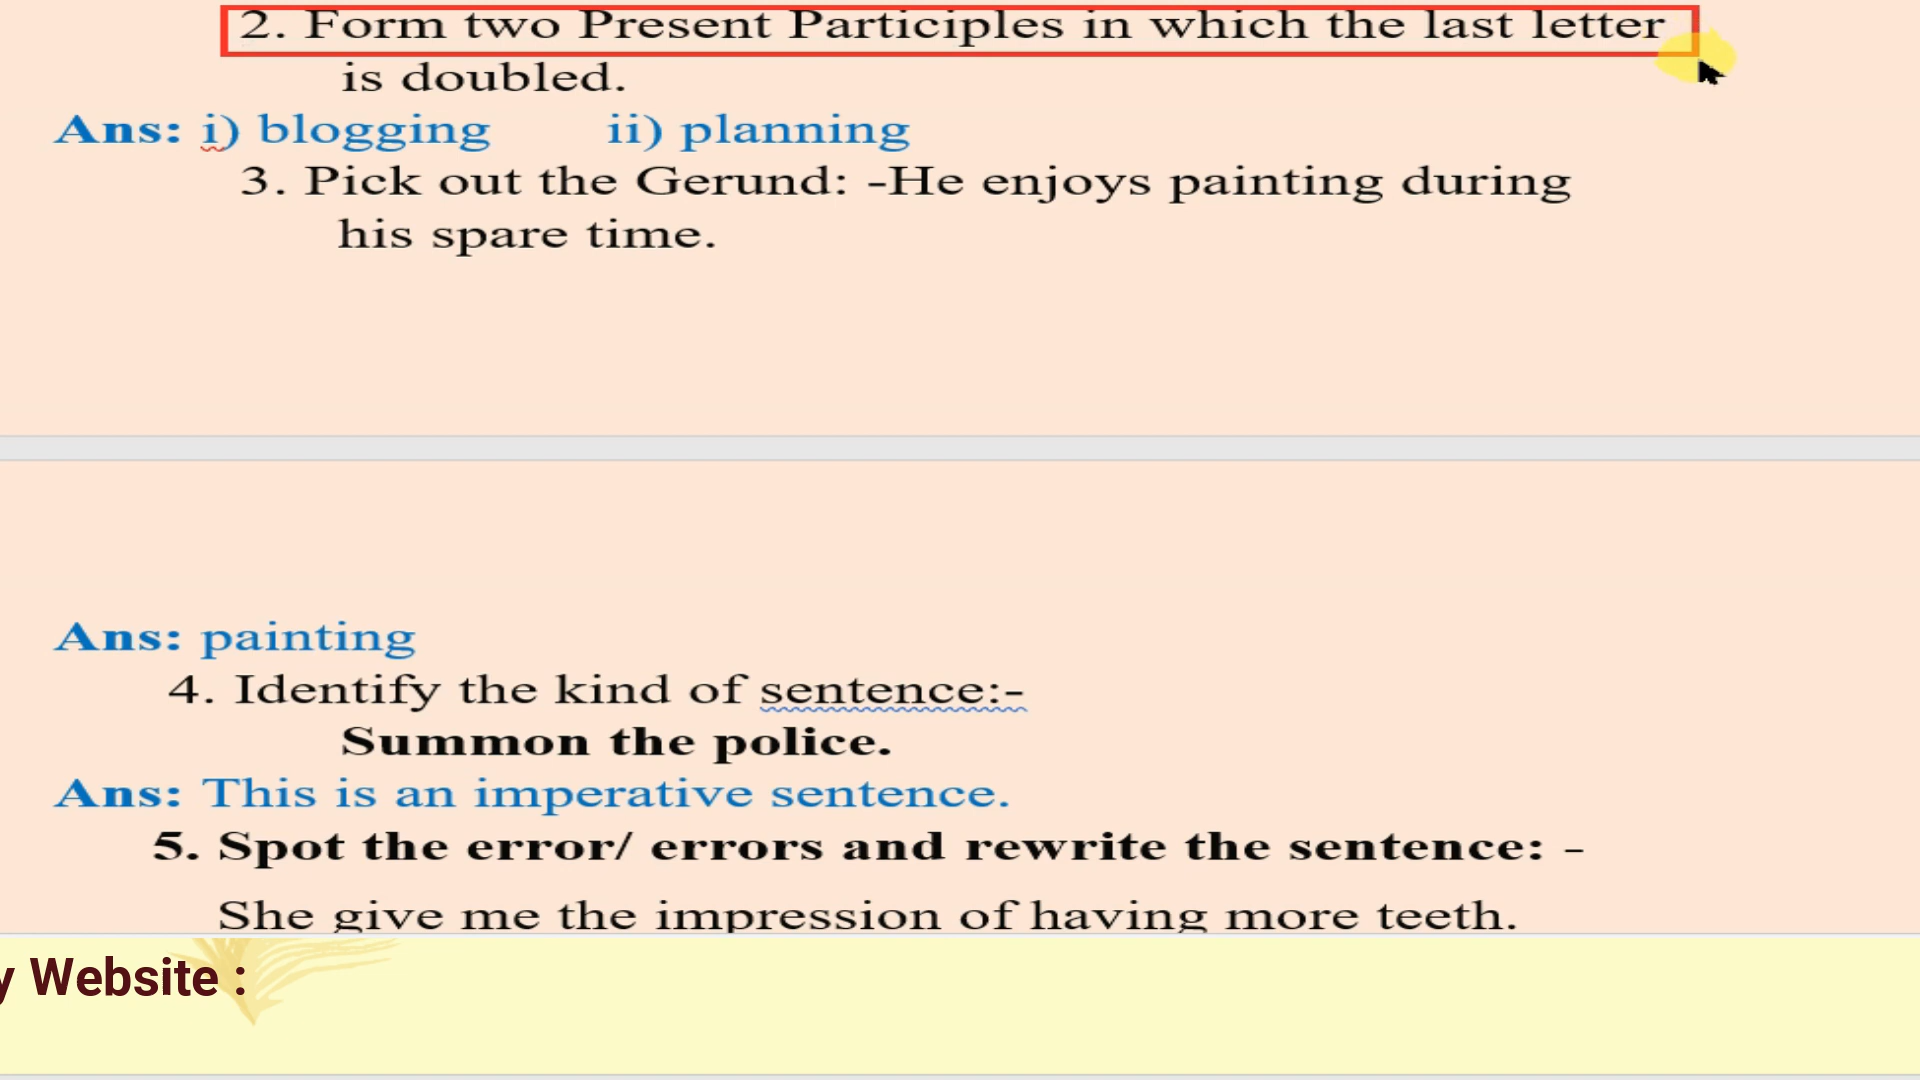 2. Form two Present Participles in which the last letter
is doubled.
Ans: i) blogging ii) planning
3. Pick out the Gerund: -He enjoys painting during
his spare time.
Ans: painting
4. Identify the kind of sentence:-
Summon the police.
Ans: This is an imperative sentence.
5. Spot the error/ errors and rewrite the sentence: -
She give me the impression of having more teeth.
y Website :